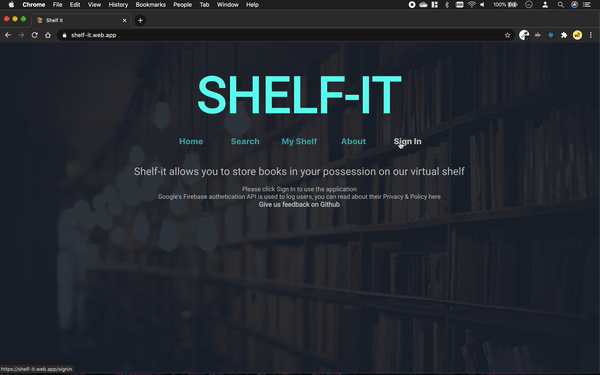 Chrome File Edit View History Bookmarks People Tab Window Help
100%
Shelf it
shelf-it.web.app
SHELF-IT
Home Search My Shelf About Sign In
Shelf-it allows you to store books in your possession on our virtual shelf
Please click Sign In to use the application
Google's Firebase authetication API is used to log users, you can read about their Privacy & Policy here
Give us feedback on Github
https://shelf-it.web.app/signin